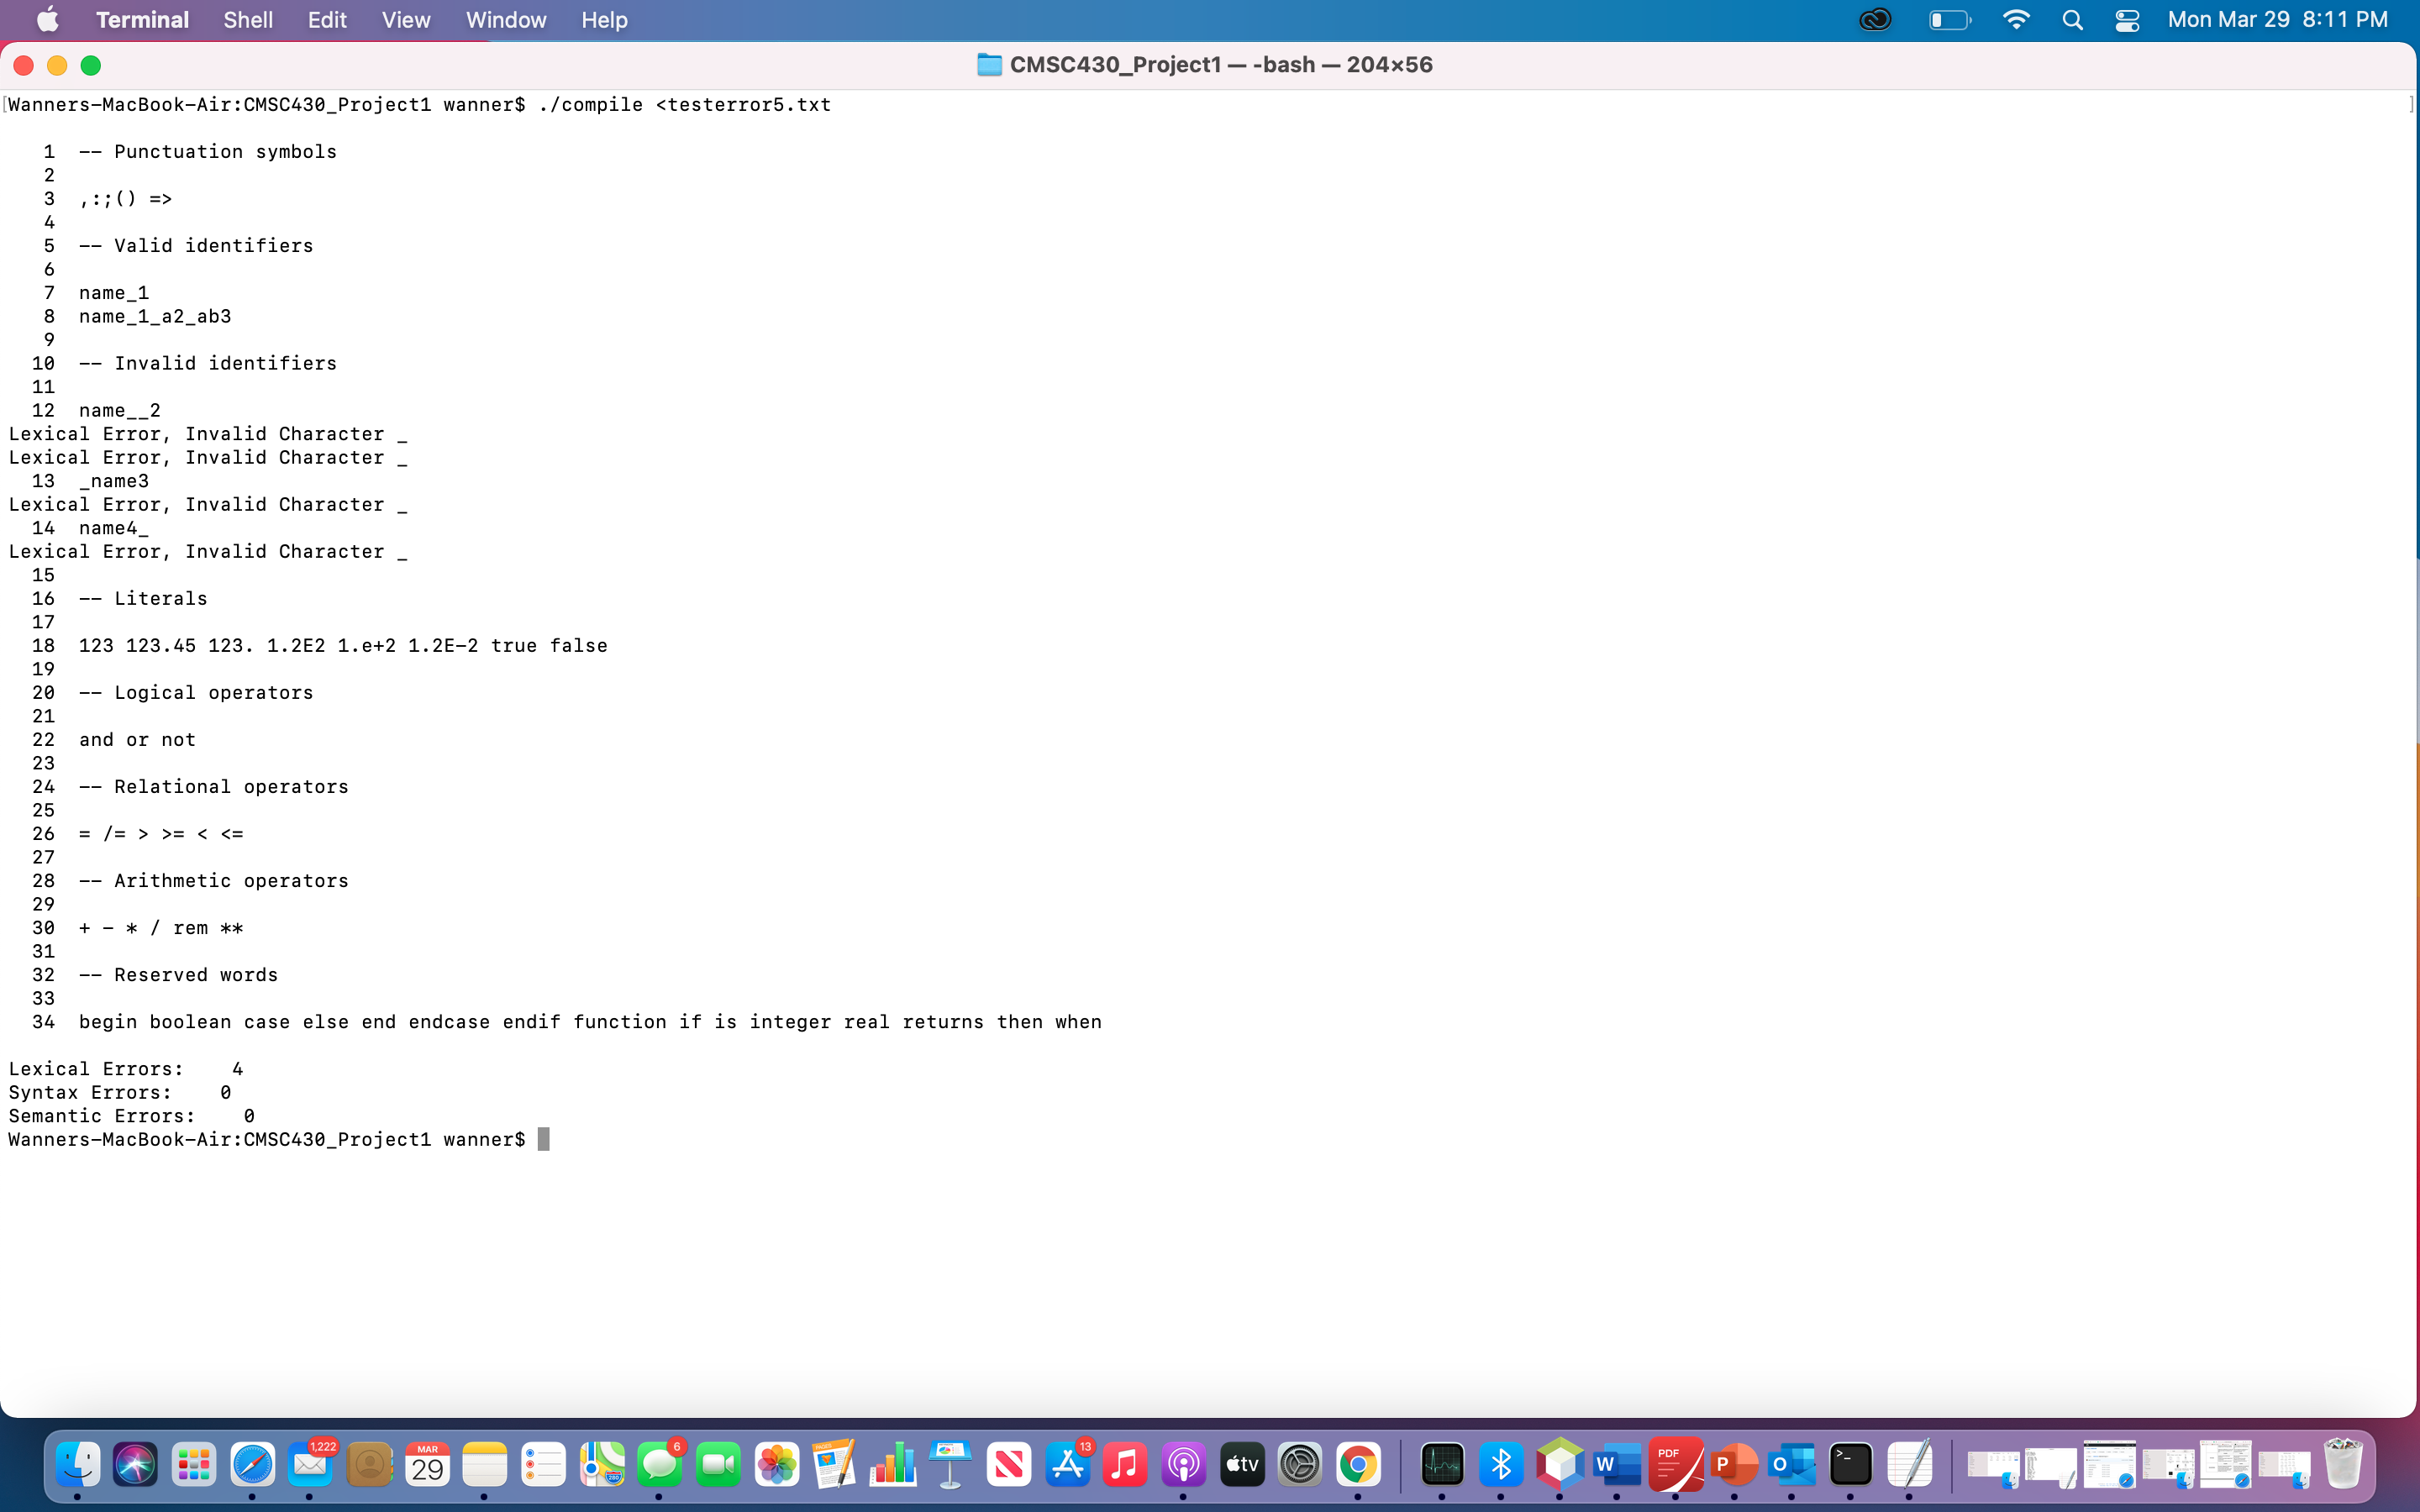 Terminal Shell Edit View Window Help Mon Mar 29 8:11 PM
CMSC430_Project1 — -bash — 204×56
[Wanners-MacBook-Air:CMSC430_Project1 wanner$ ./compile <testerror5.txt ]
1 -- Punctuation symbols
2
3 ,:;() =>
4
5 -- Valid identifiers
6
7 name_1
8 name_1_a2_ab3
9
10 -- Invalid identifiers
11
12 name__2
Lexical Error, Invalid Character _
Lexical Error, Invalid Character _
13 _name3
Lexical Error, Invalid Character _
14 name4_
Lexical Error, Invalid Character _
15
16 -- Literals
17
18 123 123.45 123. 1.2E2 1.e+2 1.2E-2 true false
19
20 -- Logical operators
21
22 and or not
23
24 -- Relational operators
25
26 = /= > >= < <=
27
28 -- Arithmetic operators
29
30 + - * / rem **
31
32 -- Reserved words
33
34 begin boolean case else end endcase endif function if is integer real returns then when
Lexical Errors: 4
Syntax Errors: 0
Semantic Errors: 0
Wanners-MacBook-Air:CMSC430_Project1 wanner$
1,222 MAR 29 280 6 PAGES 13 tv W PDF P O >_